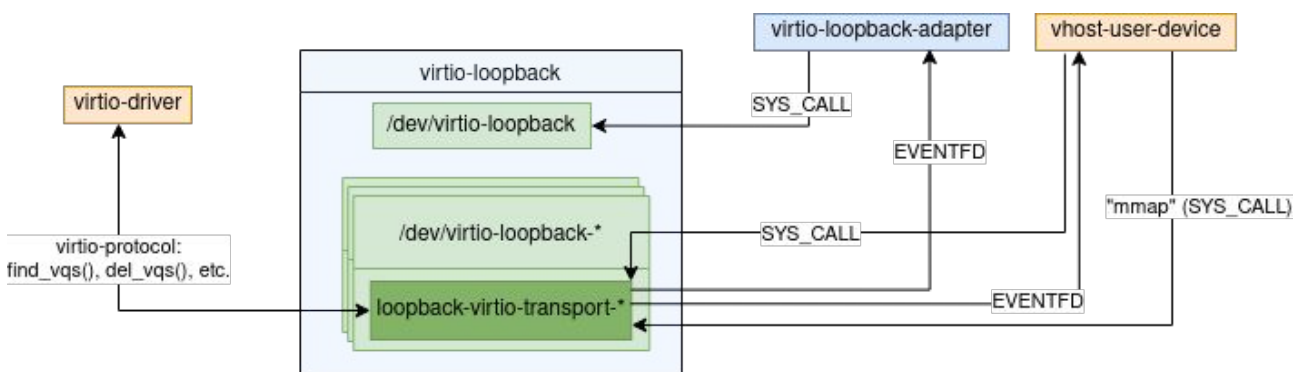 virtio-loopback-adapter
vhost-user-device
virtio-loopback
virtio-driver
/dev/virtio-loopback
SYS_CALL
EVENTFD
"mmap" (SYS_CALL)
/dev/virtio-loopback-*
SYS_CALL
virtio-protocol:
find_vqs(), del_vqs(), etc.
loopback-virtio-transport-*
EVENTFD